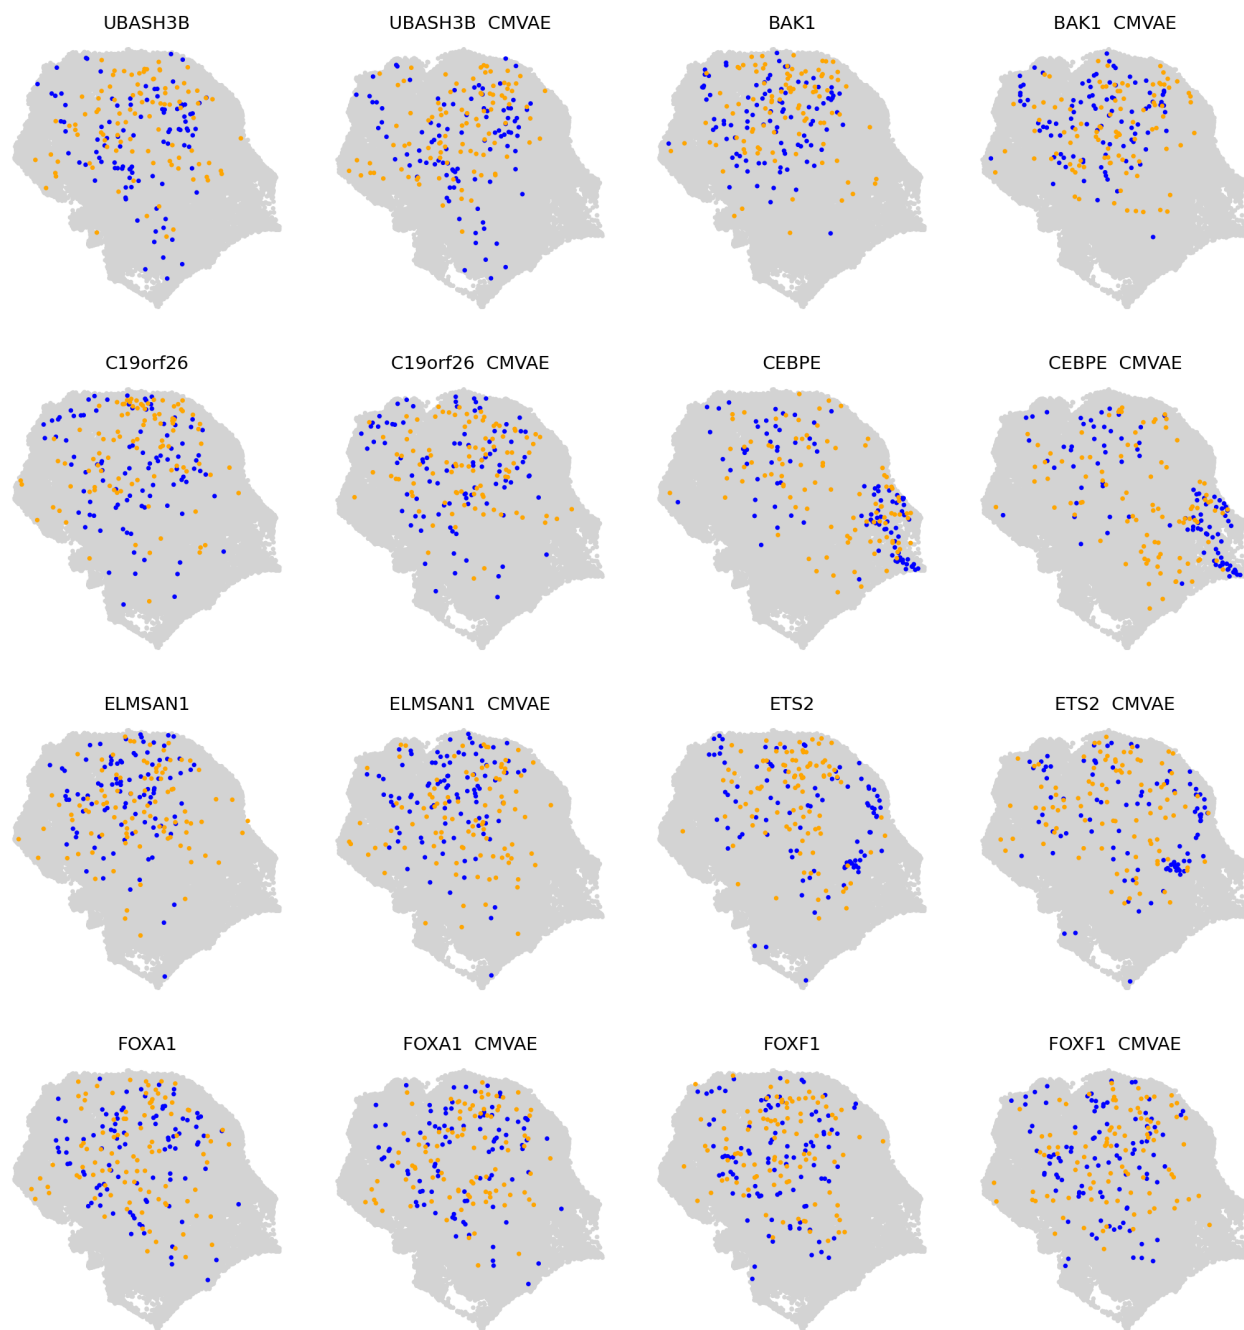 UBASH3B
UBASH3B CMVAE
BAK1
BAK1 CMVAE
C19orf26
C19orf26 CMVAE
CEBPE
CEBPE CMVAE
ELMSAN1
ELMSAN1 CMVAE
ETS2
ETS2 CMVAE
FOXA1
FOXA1 CMVAE
FOXF1
FOXF1 CMVAE